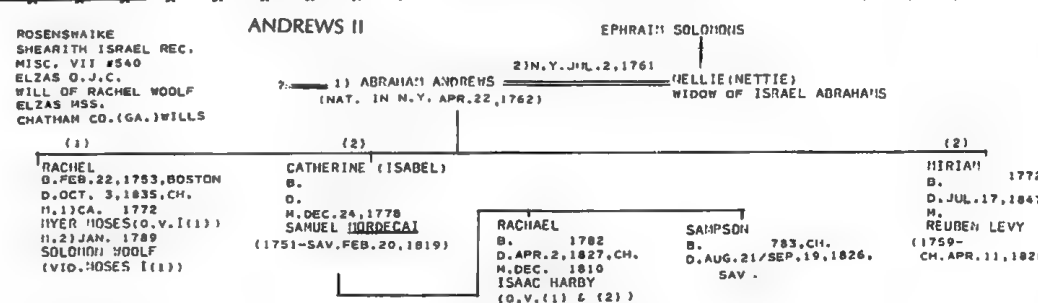 ANDREWS II
ROSENSWAIKE
SHEARITH ISRAEL REC.
MISC. VII #540
ELZAS O.J.C.
WILL OF RACHEL WOOLF
ELZAS MSS.
CHATHAM CO.(GA.)WILLS
EPHRAIM SOLOMONS
2)N.Y.JUL.2,1761
?. 1) ABRAHAM ANDREWS
(NAT. IN N.Y. APR.22,1762)
NELLIE(NETTIE)
WIDOW OF ISRAEL ABRAHAMS
(1)
RACHEL
B.FEB.22,1753,BOSTON
D.OCT. 3,1835,CH.
M.1)CA. 1772
MYER MOSES(Q.V.I(1))
M.2)JAN. 1789
SOLOMON WOOLF
(VID.MOSES I(1))
(2)
CATHERINE (ISABEL)
B.
D.
M.DEC.24,1778
SAMUEL MORDECAI
(1751-SAV.FEB.20,1819)
RACHAEL
B. 1782
D.APR.2,1827,CH.
M.DEC. 1810
ISAAC HARBY
(Q.V.(1) & (2))
SAMPSON
B. 783,CH.
D.AUG.21/SEP.19,1826,
SAV.
(2)
MIRIAM
B. 1772
D.JUL.17,1847
M.
REUBEN LEVY
(1759-
CH.APR.11,182